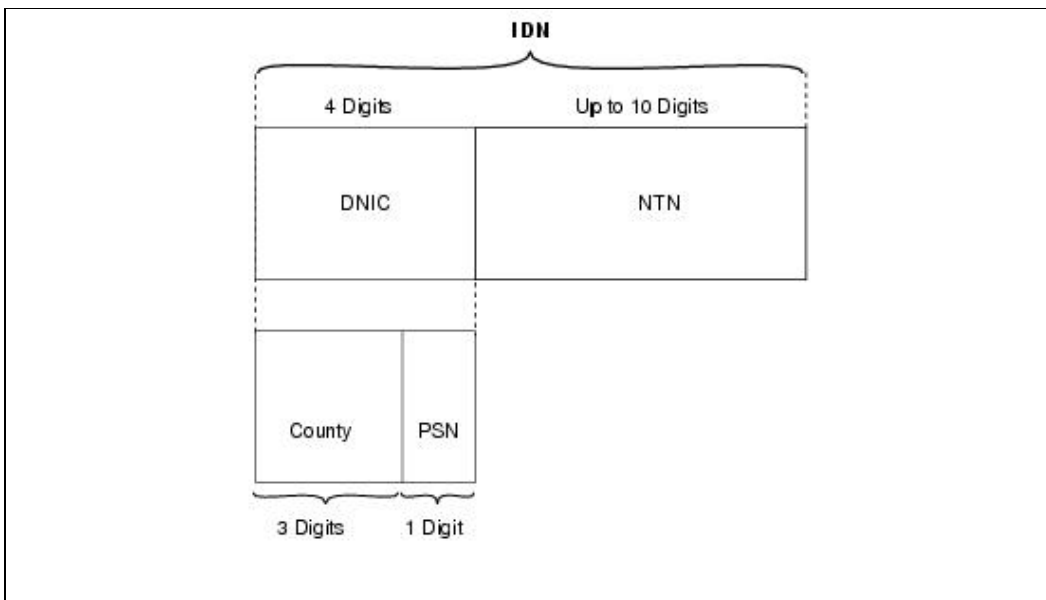 IDN
4 Digits Up to 10 Digits
DNIC NTN
County PSN
3 Digits 1 Digit